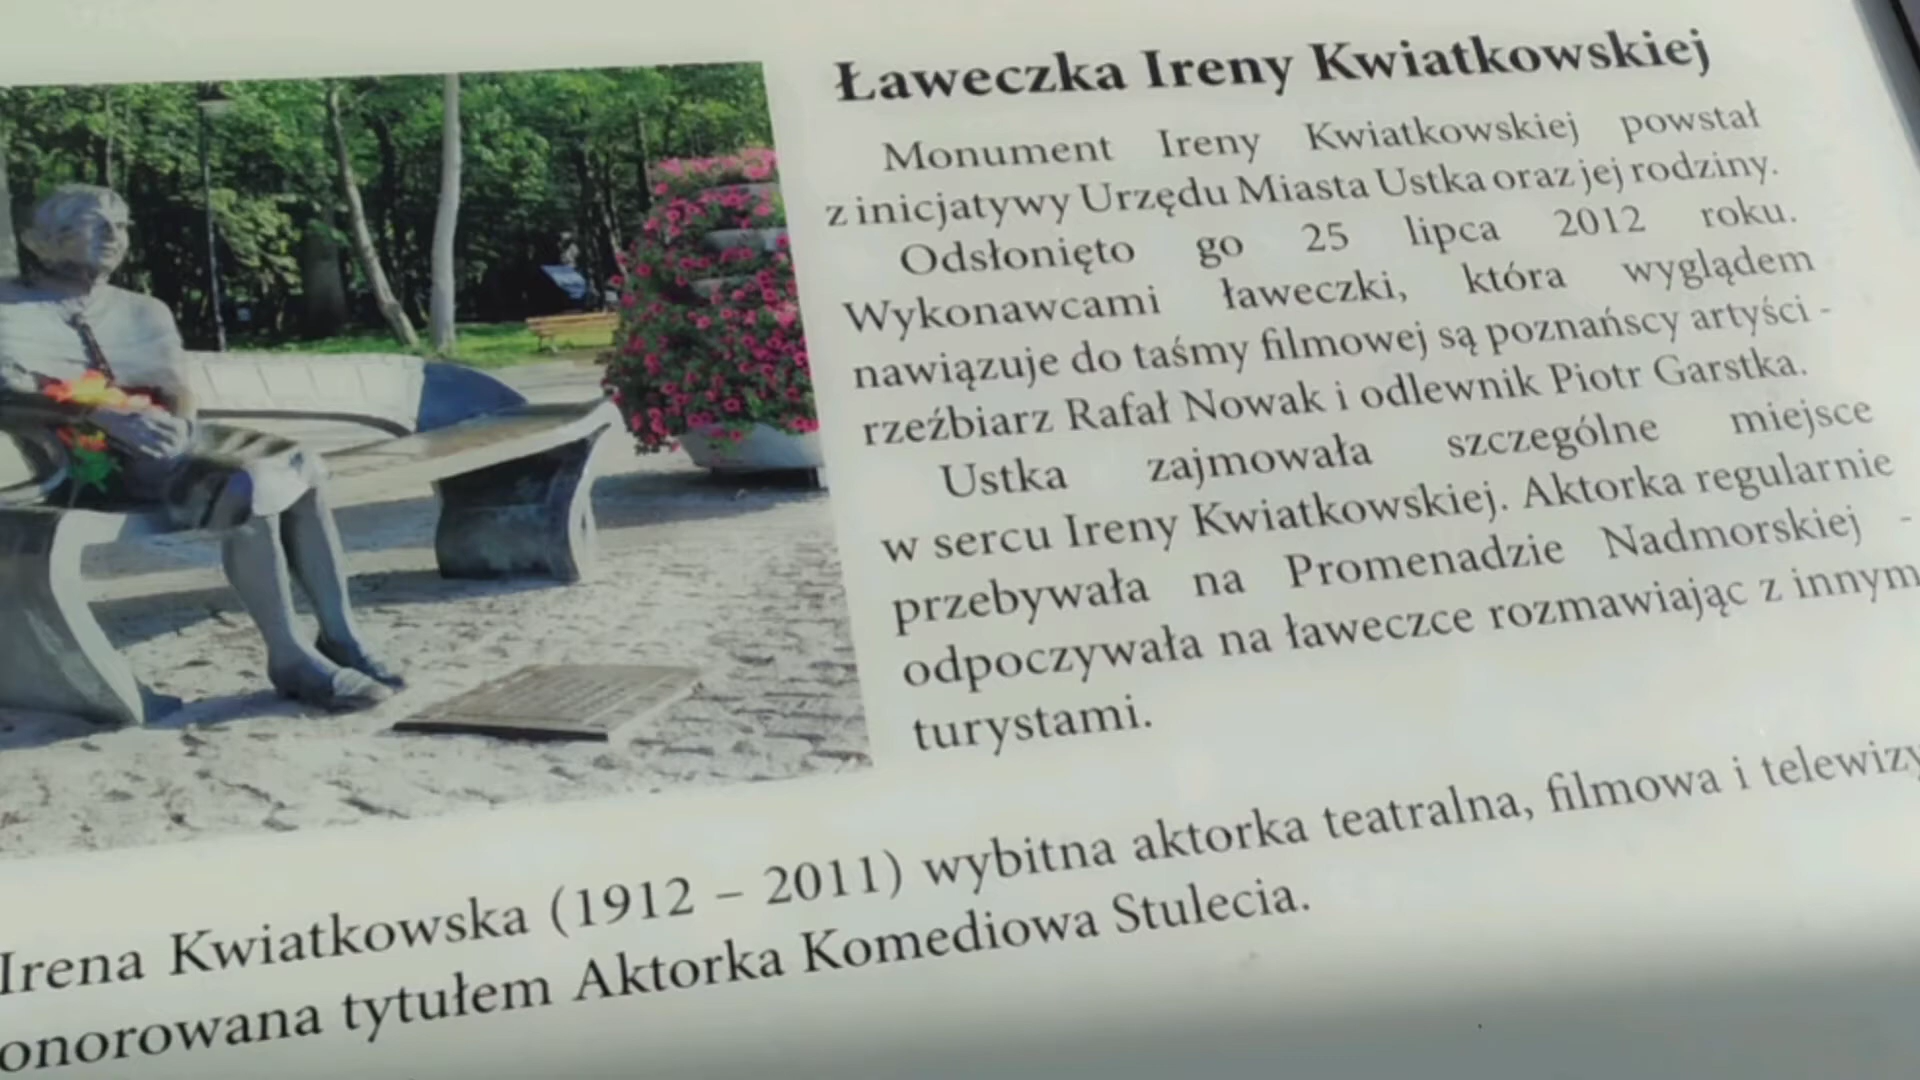 Ławeczka Ireny Kwiatkowskiej
Monument Ireny Kwiatkowskiej powstał
z inicjatywy Urzędu Miasta Ustka oraz jej rodziny.
Odsłonięto go 25 lipca 2012 roku.
Wykonawcami ławeczki, która wyglądem
nawiązuje do taśmy filmowej są poznańscy artyści -
rzeźbiarz Rafał Nowak i odlewnik Piotr Garstka.
Ustka zajmowała szczególne miejsce
w sercu Ireny Kwiatkowskiej. Aktorka regularnie
przebywała na Promenadzie Nadmorskiej -
odpoczywała na ławeczce rozmawiając z innym
turystami.
Irena Kwiatkowska (1912 – 2011) wybitna aktorka teatralna, filmowa i telewizy
onorowana tytułem Aktorka Komediowa Stulecia.